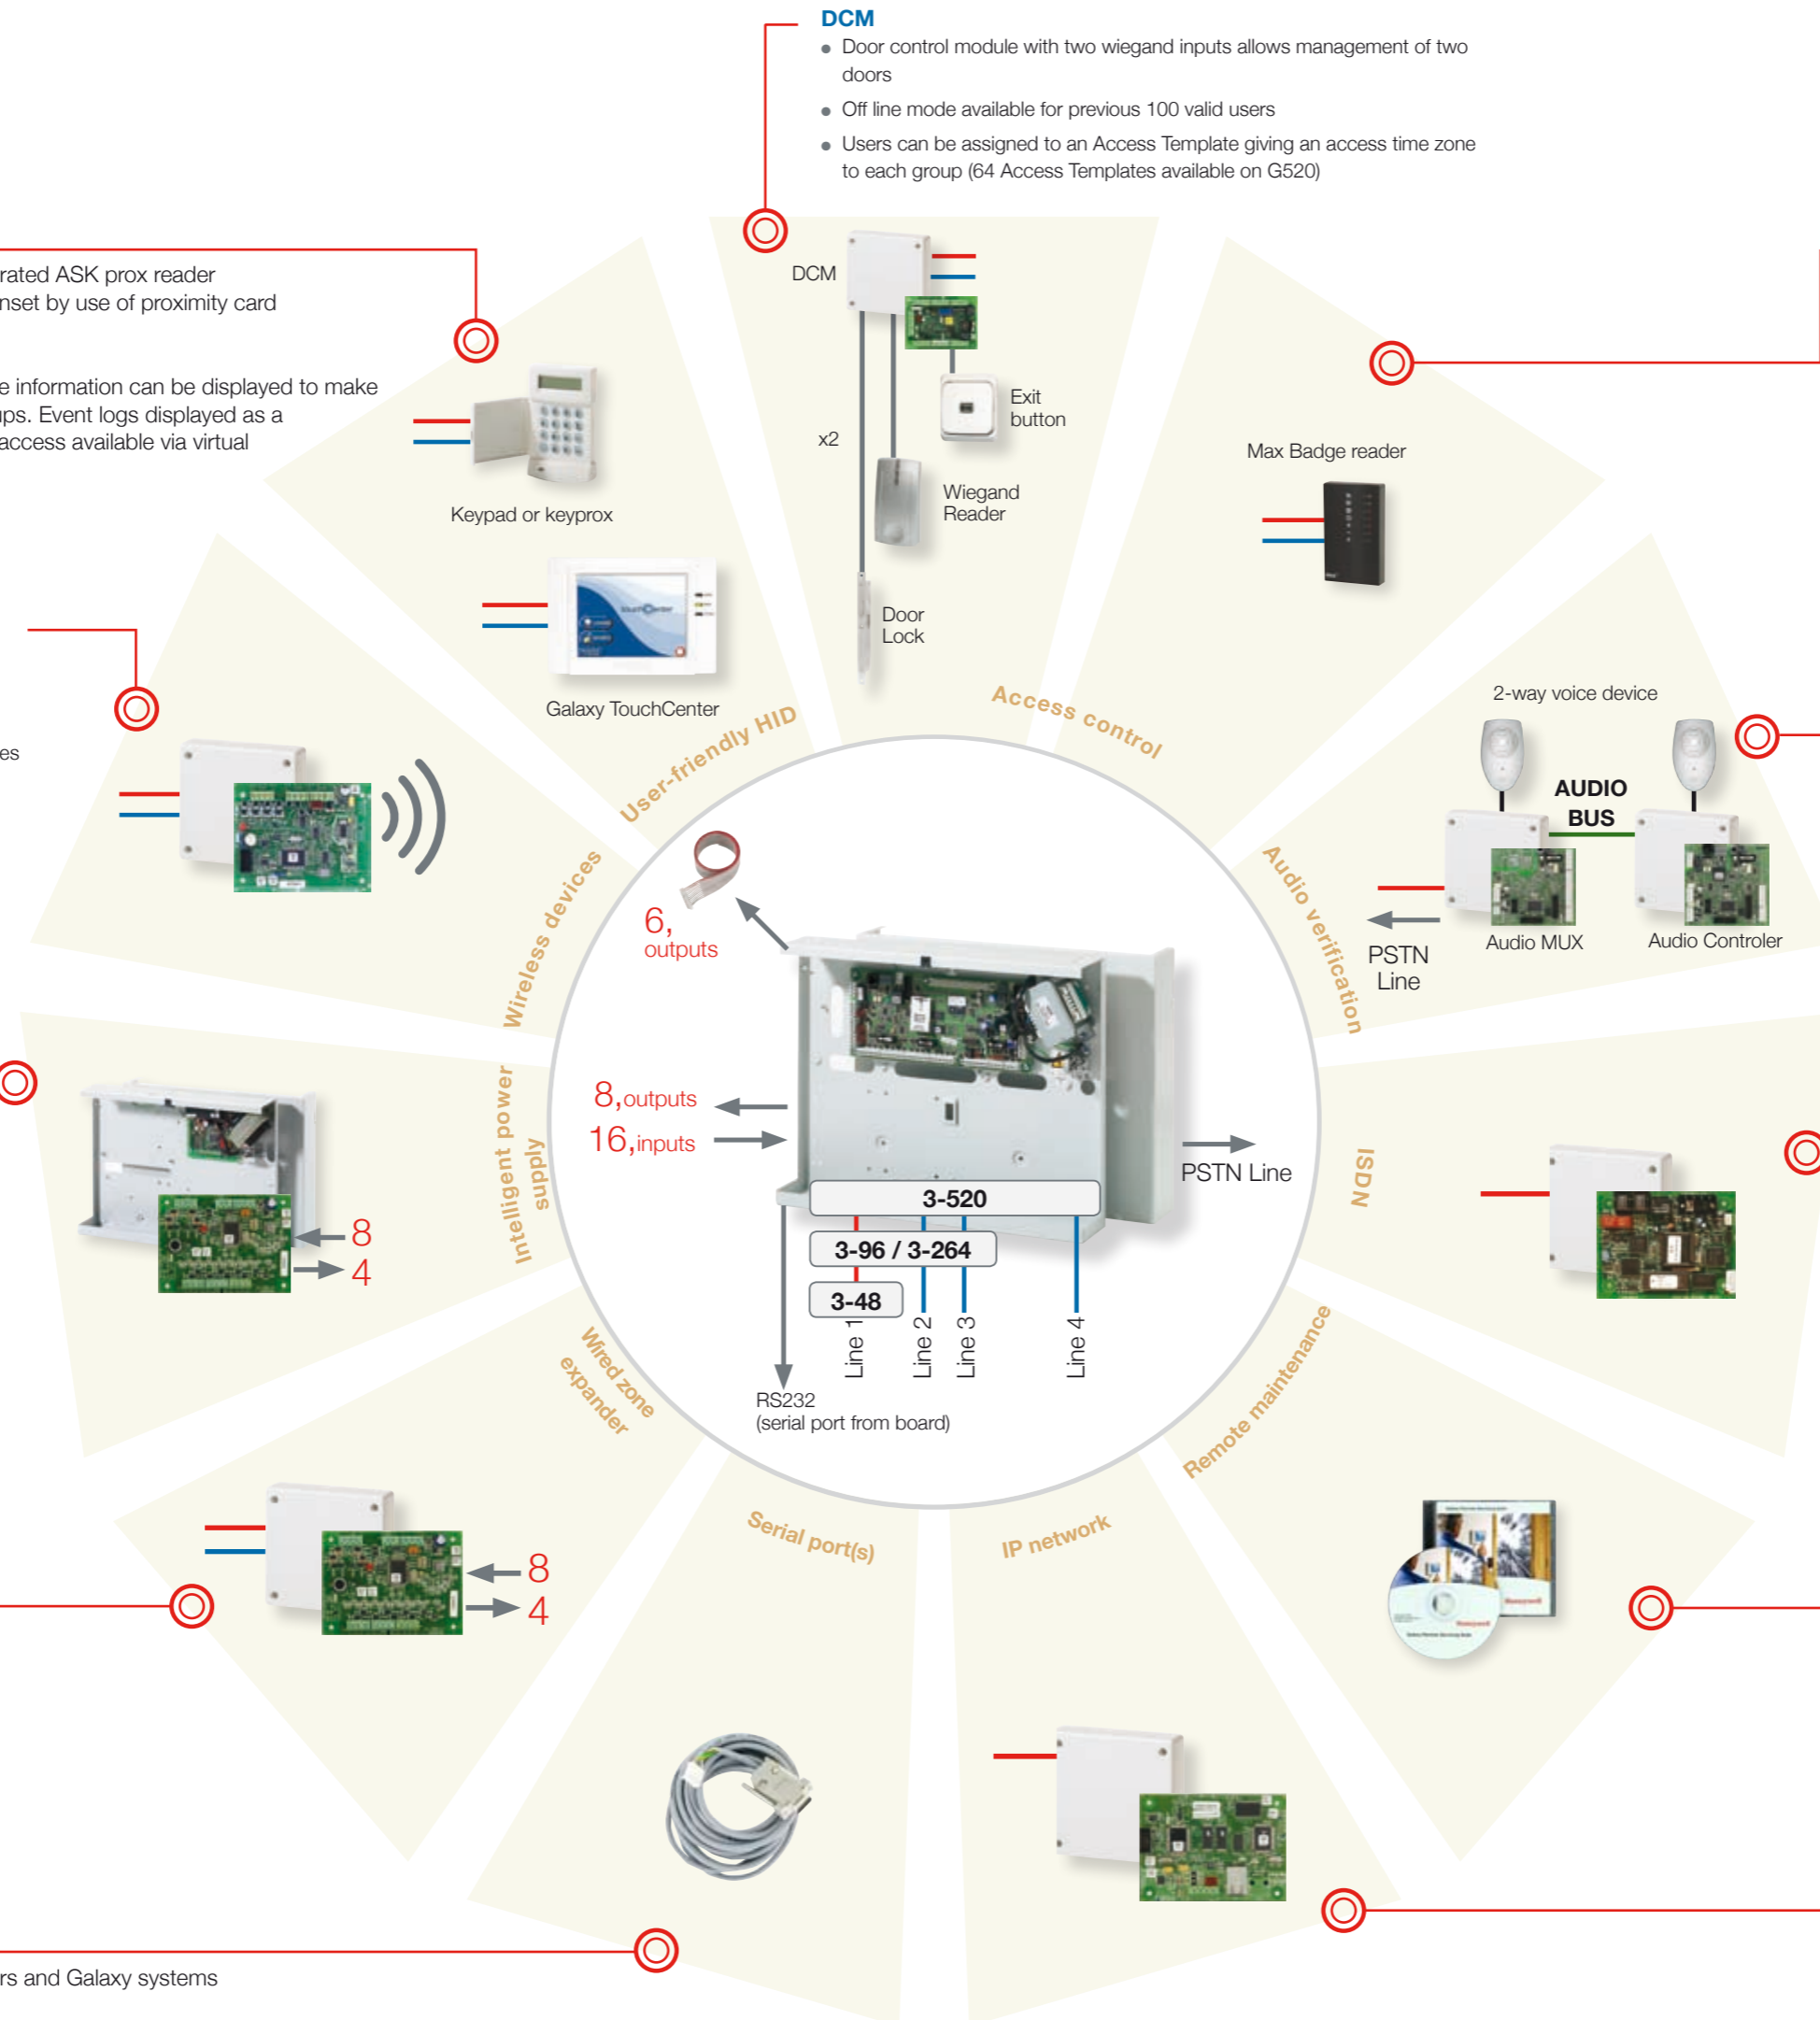 DCM
Door control module with two wiegand inputs allows management of two
doors
Off line mode available for previous 100 valid users
Users can be assigned to an Access Template giving an access time zone
to each group (64 Access Templates available on G520)
rated ASK prox reader
nset by use of proximity card
e information can be displayed to make
ups. Event logs displayed as a
access available via virtual
DCM
Exit
button
x2
Wiegand
Reader
Door
Lock
Max Badge reader
Keypad or keyprox
Galaxy TouchCenter
TouchCenter
es
2-way voice device
AUDIO
BUS
Audio MUX
Audio Controler
PSTN
Line
User-friendly HID
Access control
Audio verification
Wireless devices
Intelligent power
supply
ISDN
Wired zone
expander
Remote maintenance
Serial port(s)
IP network
6,
outputs
8,outputs
16,inputs
PSTN Line
3-520
3-96 / 3-264
3-48
Line 1
Line 2
Line 3
Line 4
RS232
(serial port from board)
8
4
8
4
Honeywell
Honeywell
rs and Galaxy systems